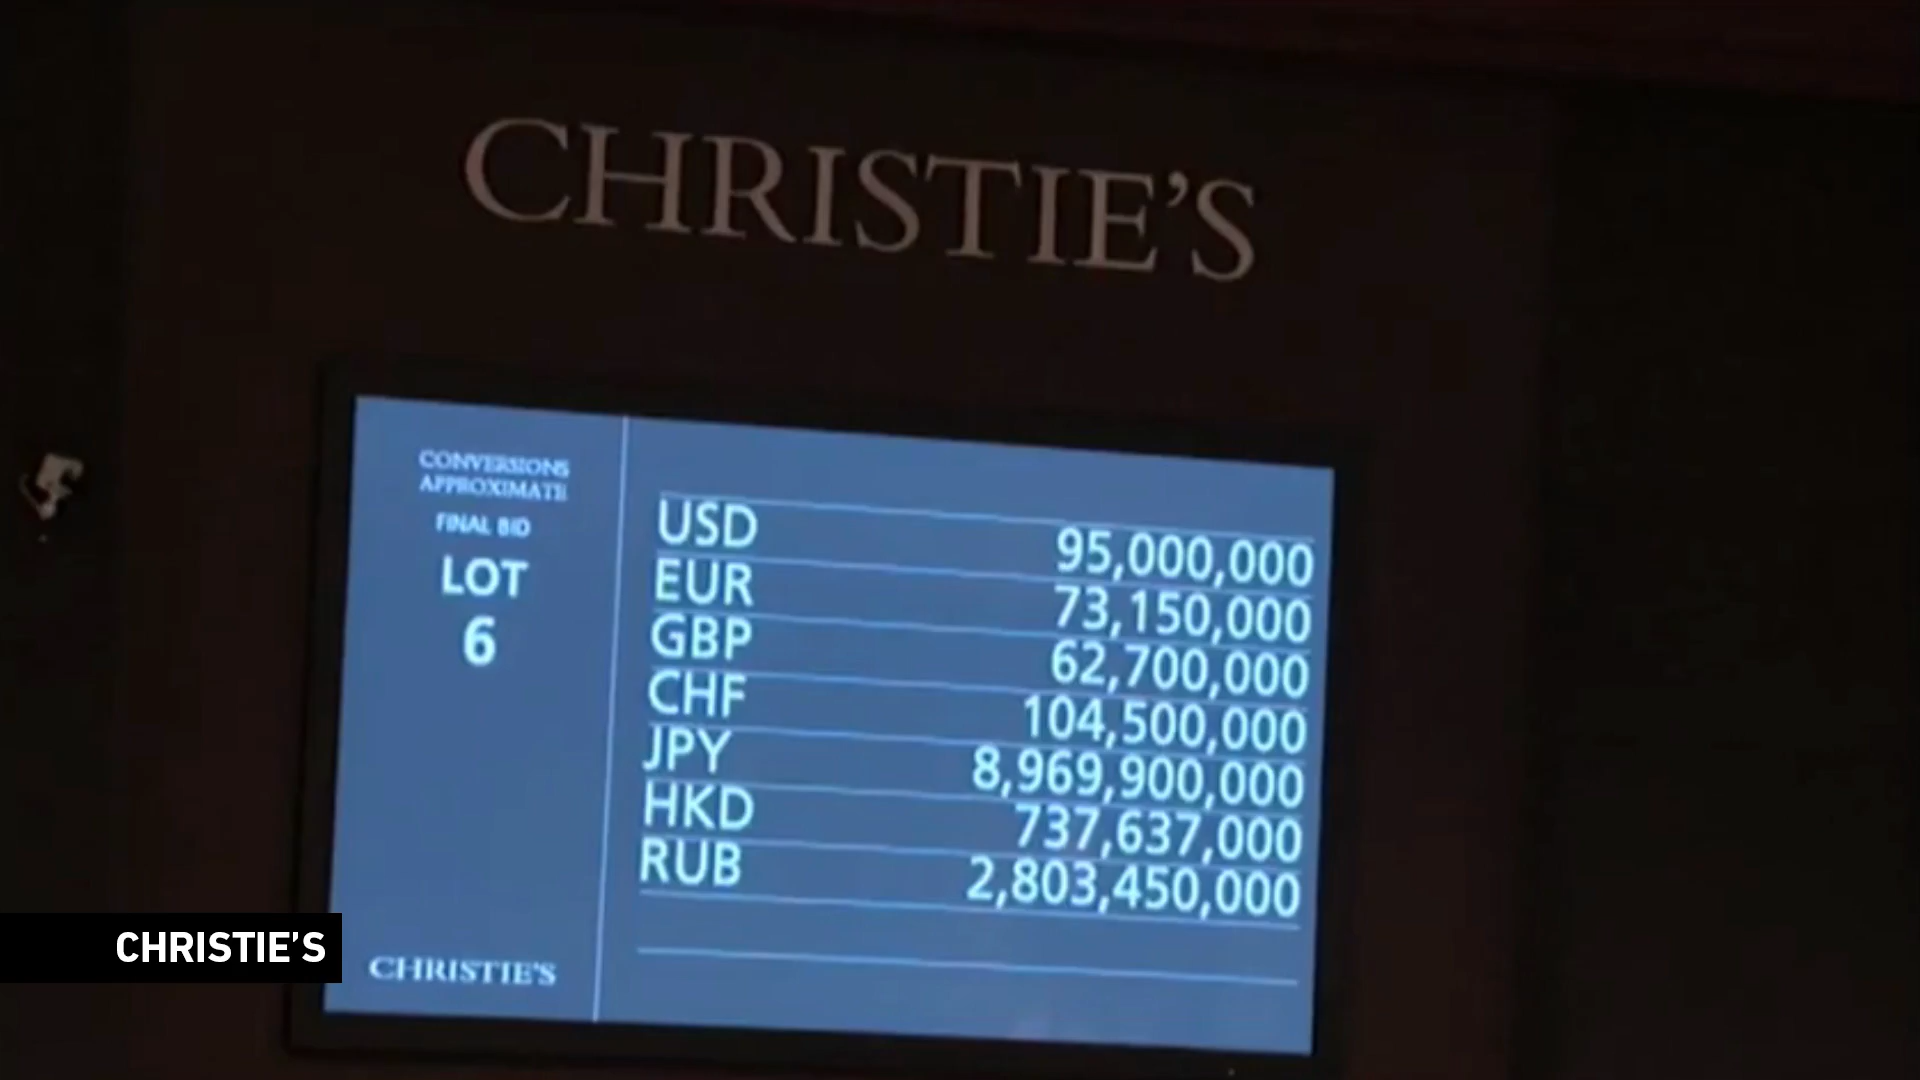 CHRISTIE'S
CONVERSIONS
APPROXIMATE
FINAL BID
LOT
6
USD 95,000,000
EUR 73,150,000
GBP 62,700,000
CHF 104,500,000
JPY 8,969,900,000
HKD 737,637,000
RUB 2,803,450,000
CHRISTIE'S
CHRISTIE'S